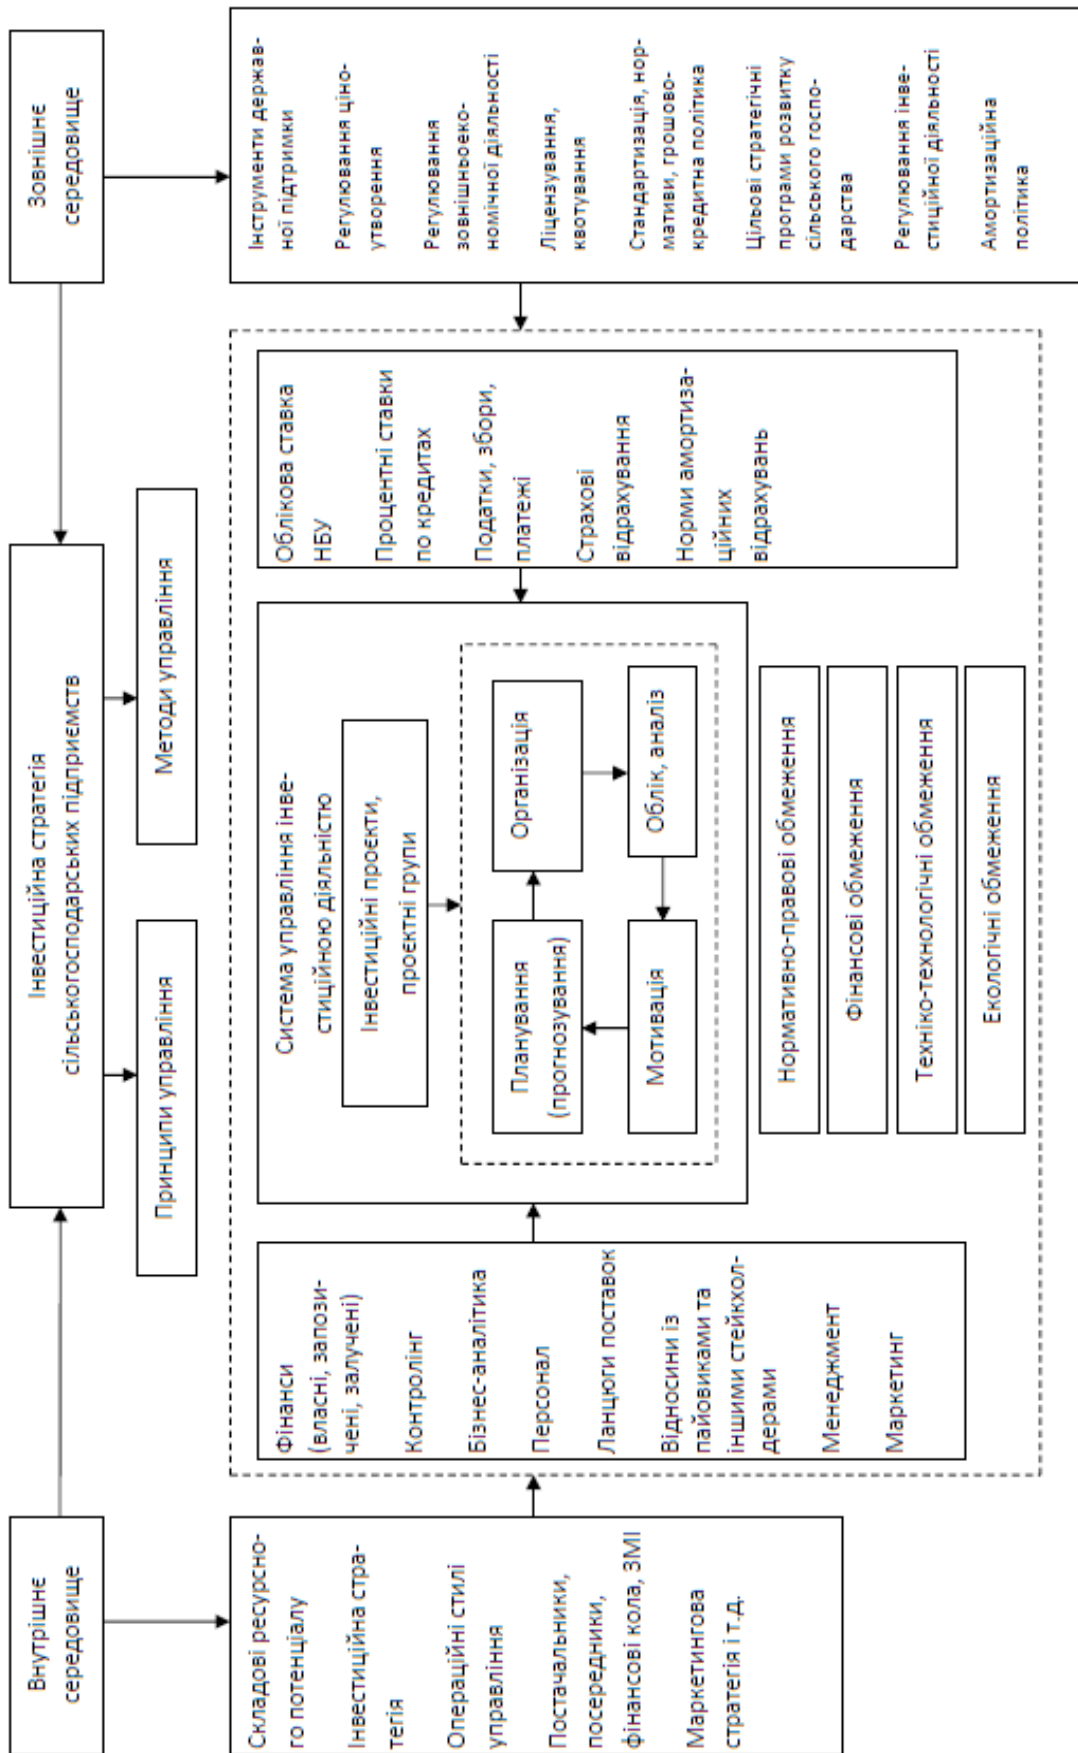 Внутрішнє
середовище
Інвестиційна стратегія
сільськогосподарських підприємств
Зовнішнє
середовище
Принципи управління
Методи управління
Складові ресурсно-
го потенціалу
Інвестиційна стра-
тегія
Операційні стилі
управління
Постачальники,
посередники,
фінансові кола, ЗМІ
Маркетингова
стратегія і т.д.
Фінанси
(власні, запози-
чені, залучені)
Контролінг
Бізнес-аналітика
Персонал
Ланцюги поставок
Відносини із
пайовиками та
іншими стейкхол-
дерами
Менеджмент
Маркетинг
Система управління інве-
стиційною діяльністю
Інвестиційні проєкти,
проєктні групи
Планування
(прогнозування)
Організація
Мотивація
Облік, аналіз
Нормативно-правові обмеження
Фінансові обмеження
Техніко-технологічні обмеження
Екологічні обмеження
Облікова ставка
НБУ
Процентні ставки
по кредитах
Податки, збори,
платежі
Страхові
відрахування
Норми амортиза-
ційних
відрахувань
Інструменти держав-
ної підтримки
Регулювання ціно-
утворення
Регулювання
зовнішньоеко-
номічної діяльності
Ліцензування,
квотування
Стандартизація, нор-
мативи, грошово-
кредитна політика
Цільові стратегічні
програми розвитку
сільського госпо-
дарства
Регулювання інве-
стиційної діяльності
Амортизаційна
політика